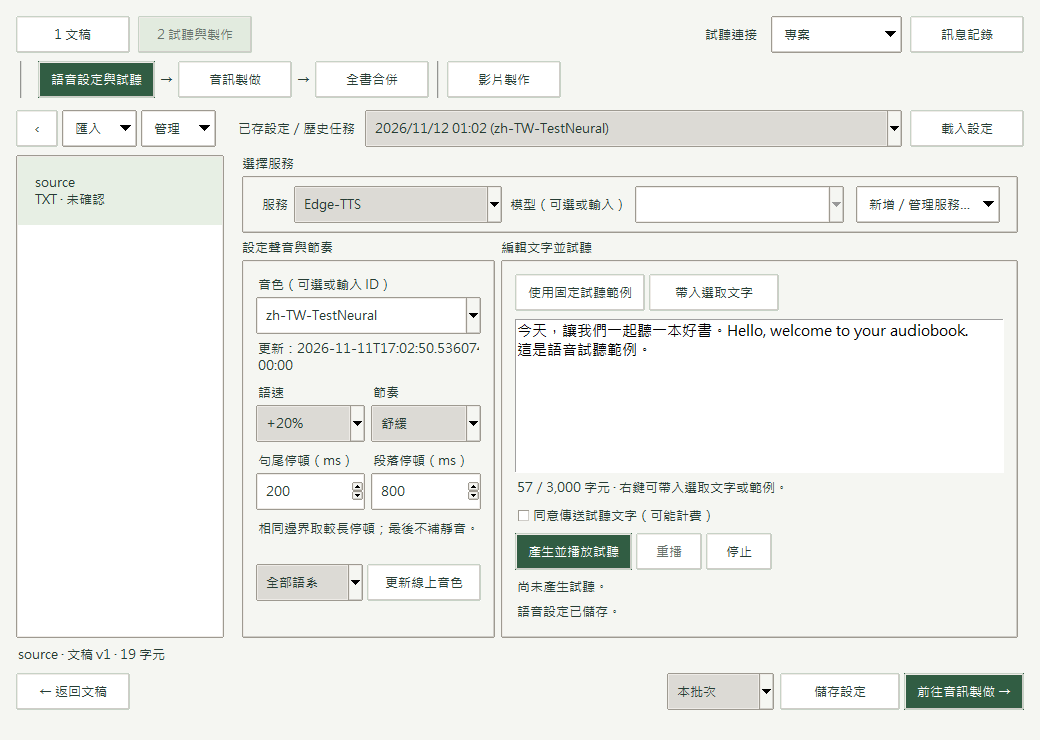 1 文稿
2 試聽與製作
試聽連接
專案
訊息記錄
語音設定與試聽
→
音訊製做
→
全書合併
影片製作
‹
匯入
管理
已存設定 / 歷史任務
2026/11/12 01:02 (zh-TW-TestNeural)
載入設定
source
TXT · 未確認
選擇服務
服務
Edge-TTS
模型（可選或輸入）
新增 / 管理服務...
設定聲音與節奏
音色（可選或輸入 ID）
zh-TW-TestNeural
更新：2026-11-11T17:02:50.536074
00:00
語速
節奏
+20%
舒緩
句尾停頓（ms）
段落停頓（ms）
200
800
相同邊界取較長停頓；最後不補靜音。
全部語系
更新線上音色
編輯文字並試聽
使用固定試聽範例
帶入選取文字
今天，讓我們一起聽一本好書。Hello, welcome to your audiobook.
這是語音試聽範例。
57 / 3,000 字元 · 右鍵可帶入選取文字或範例。
同意傳送試聽文字（可能計費）
產生並播放試聽
重播
停止
尚未產生試聽。
語音設定已儲存。
source · 文稿 v1 · 19 字元
← 返回文稿
本批次
儲存設定
前往音訊製做 →